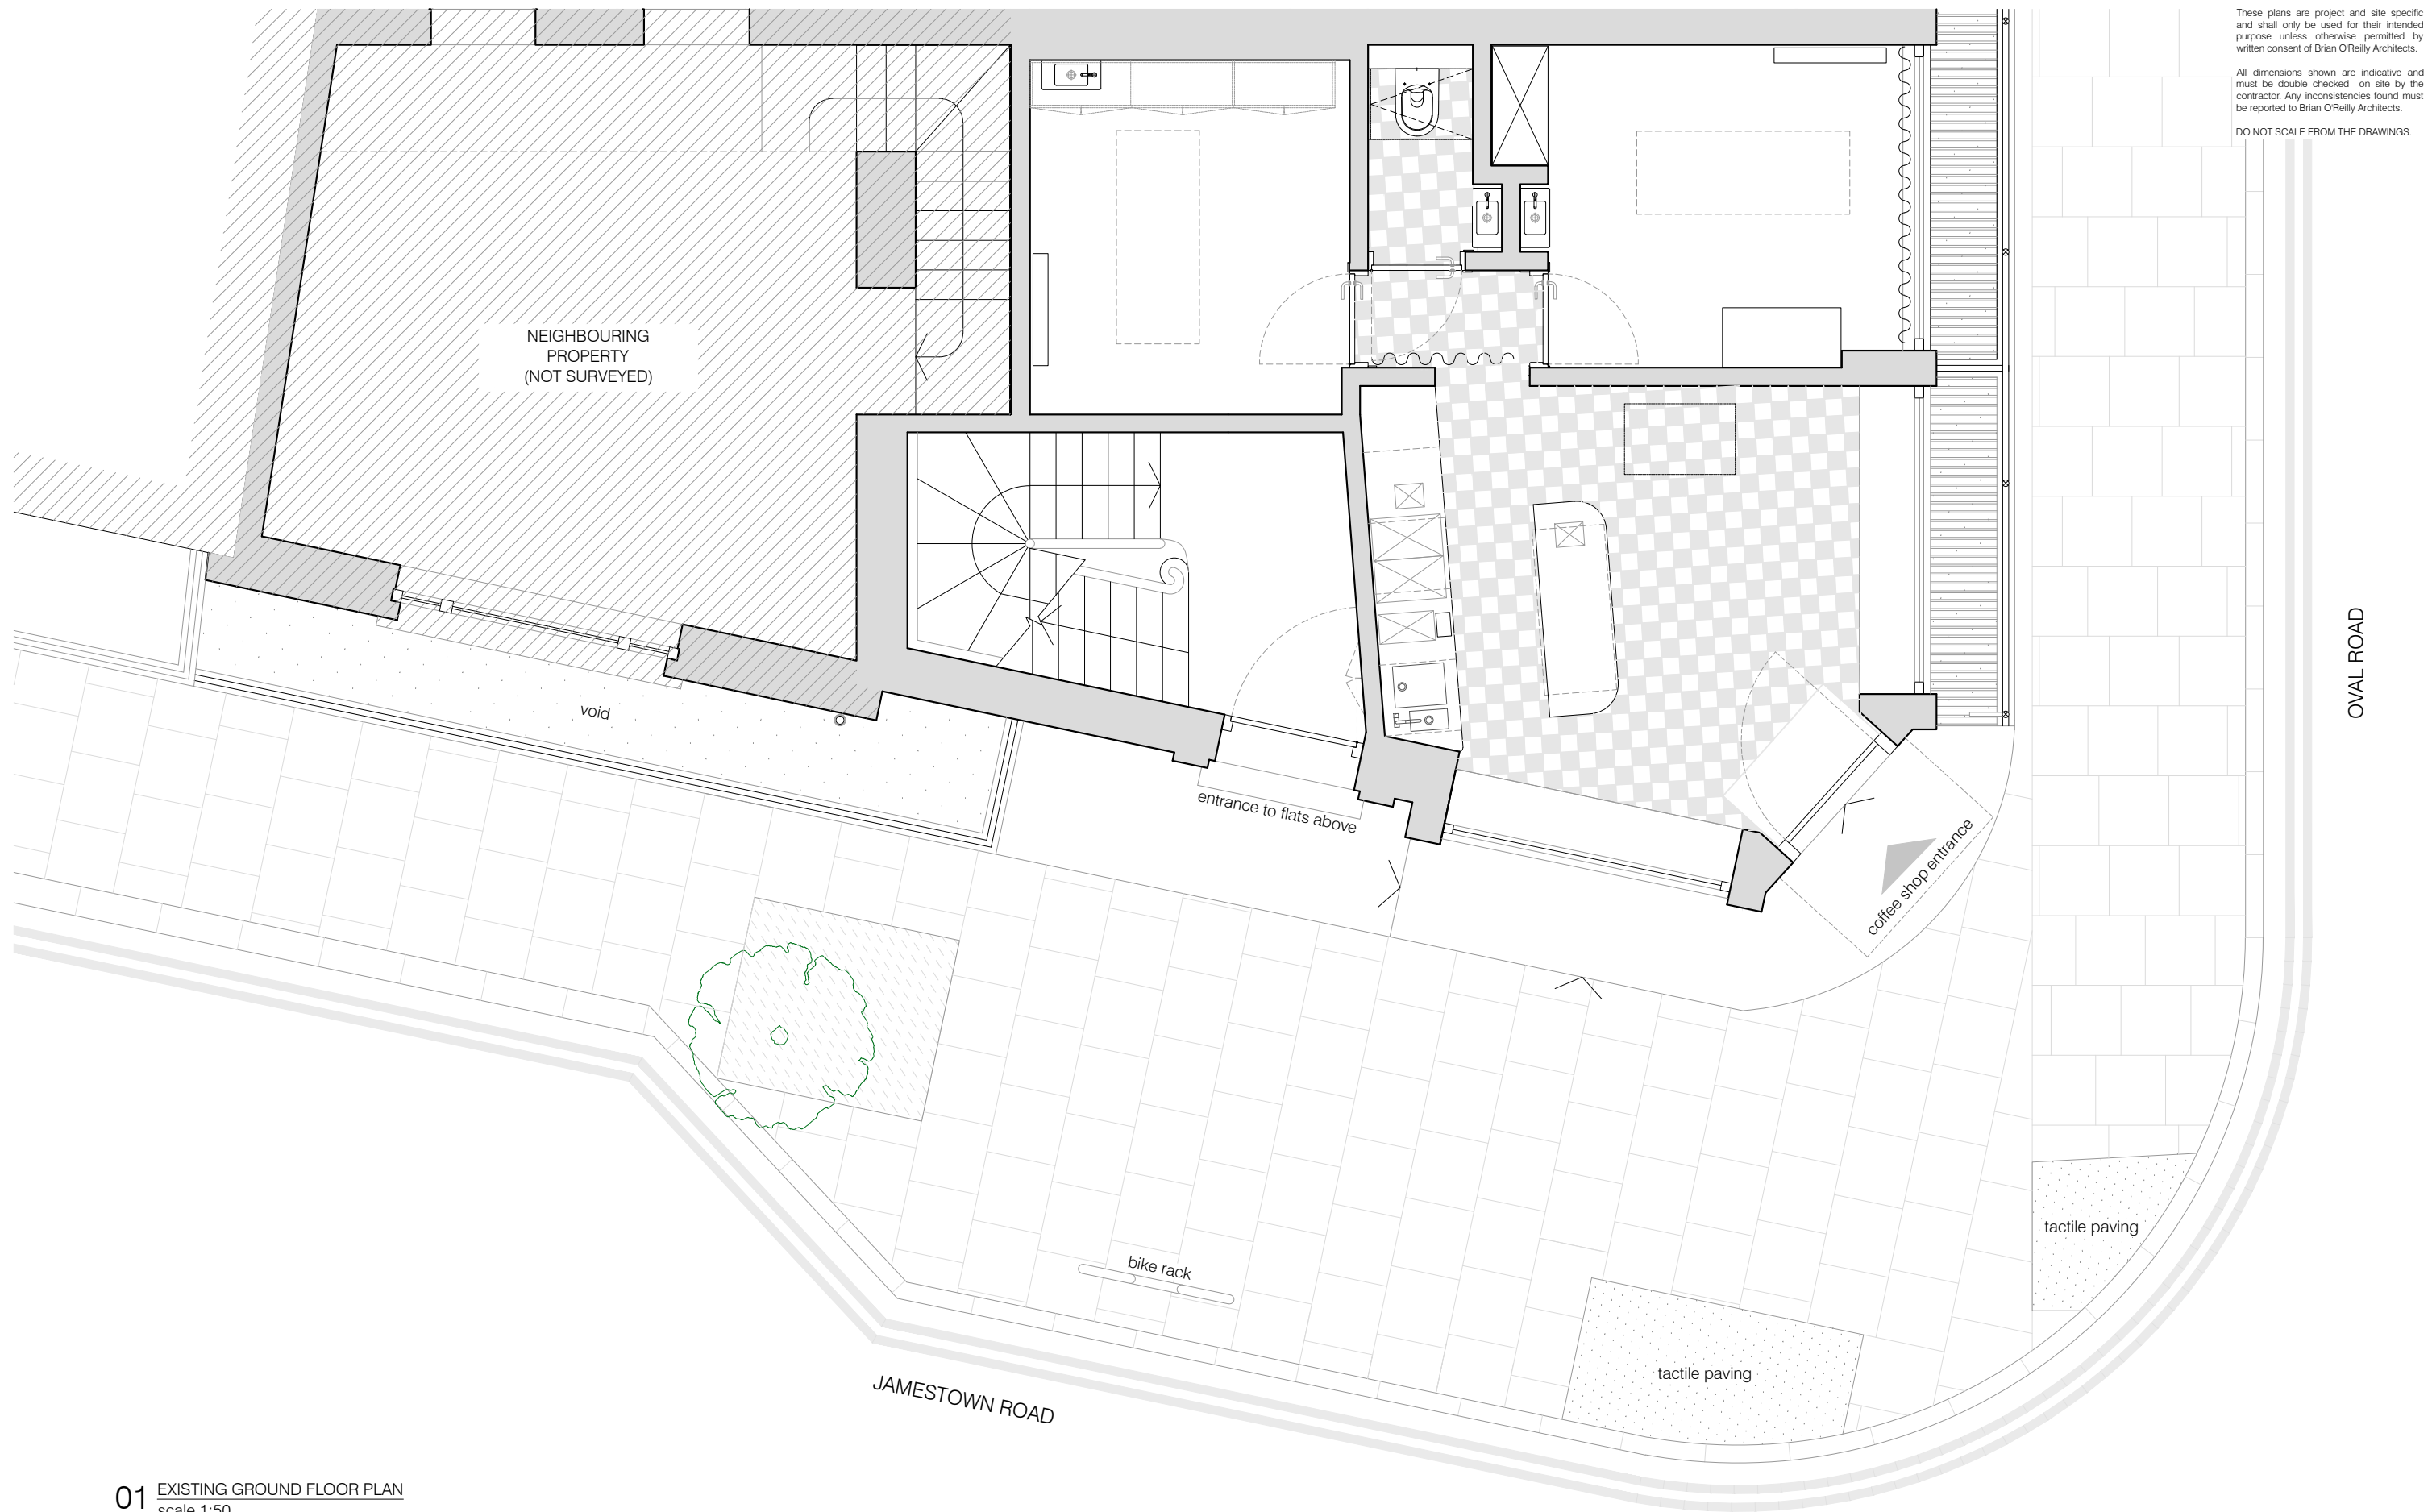 These plans are project and site specific
and shall only be used for their intended
purpose unless otherwise permitted by
written consent of Brian O'Reilly Architects.
All dimensions shown are indicative and
must be double checked on site by the
contractor. Any inconsistencies found must
be reported to Brian O'Reilly Architects.
DO NOT SCALE FROM THE DRAWINGS.
NEIGHBOURING
PROPERTY
(NOT SURVEYED)
OVAL ROAD
void
entrance to flats above
coffee shop entrance
tactile paving
bike rack
tactile paving
JAMESTOWN ROAD
01 EXISTING GROUND FLOOR PLAN
scale 1:50